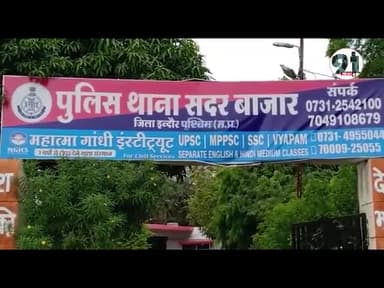 91
पुलिस थाना सदर बाजार
जिला इन्दौर पश्चिम (म.प्र.)
संपर्क
0731-2542100
7049108679
महात्मा गांधी इंस्टीट्यूट
For Civil Services
UPSC | MPPSC | SSC | VYAPAM
SEPARATE ENGLISH & HINDI MEDIUM CLASSES
0731-4955044
70009-25055